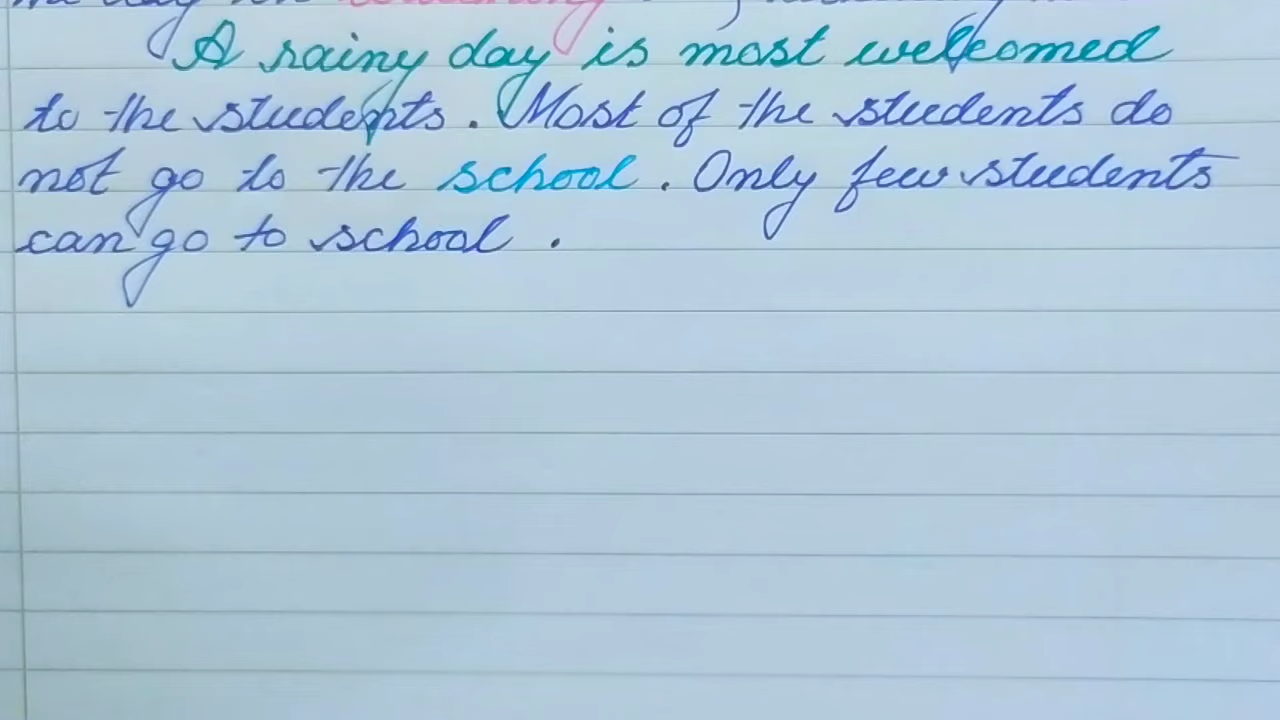 A rainy day is most welcomed
to the students. Most of the students do
not go to the school. Only few students
can go to school.